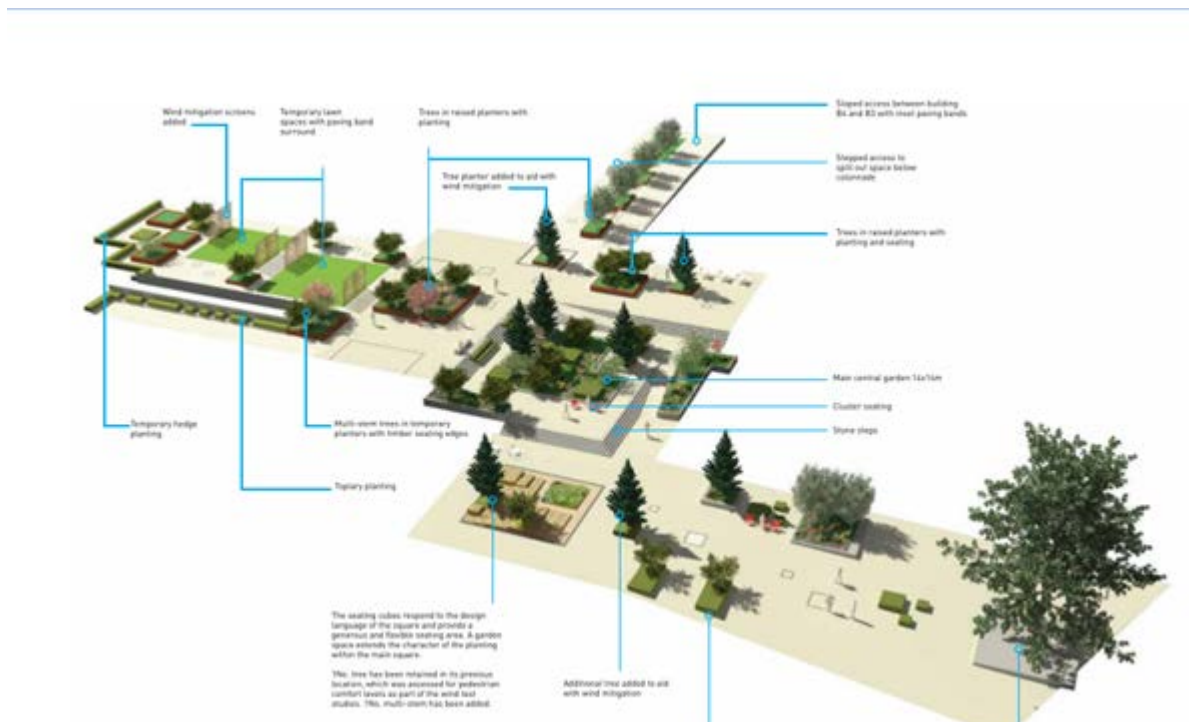 Wind mitigation screens
added
Temporary lawn
spaces with paving band
surround
Trees in raised planters with
planting
Sloped access between building
B4 and B3 with inset paving bands
Tree planter added to aid with
wind mitigation
Stepped access to
spill out space below
colonnade
Trees in raised planters with
planting and seating
Main central garden 14x14m
Cluster seating
Stone steps
Temporary hedge
planting
Multi-stem trees in temporary
planters with timber seating edges
Topiary planting
The seating cubes respond to the design
language of the square and provide a
generous and flexible seating area. A garden
space extends the character of the planting
within the main square.
1No. tree has been retained in its previous
location, which was assessed for pedestrian
comfort levels as part of the wind test
studies. 1No. multi-stem has been added.
Additional tree added to aid
with wind mitigation